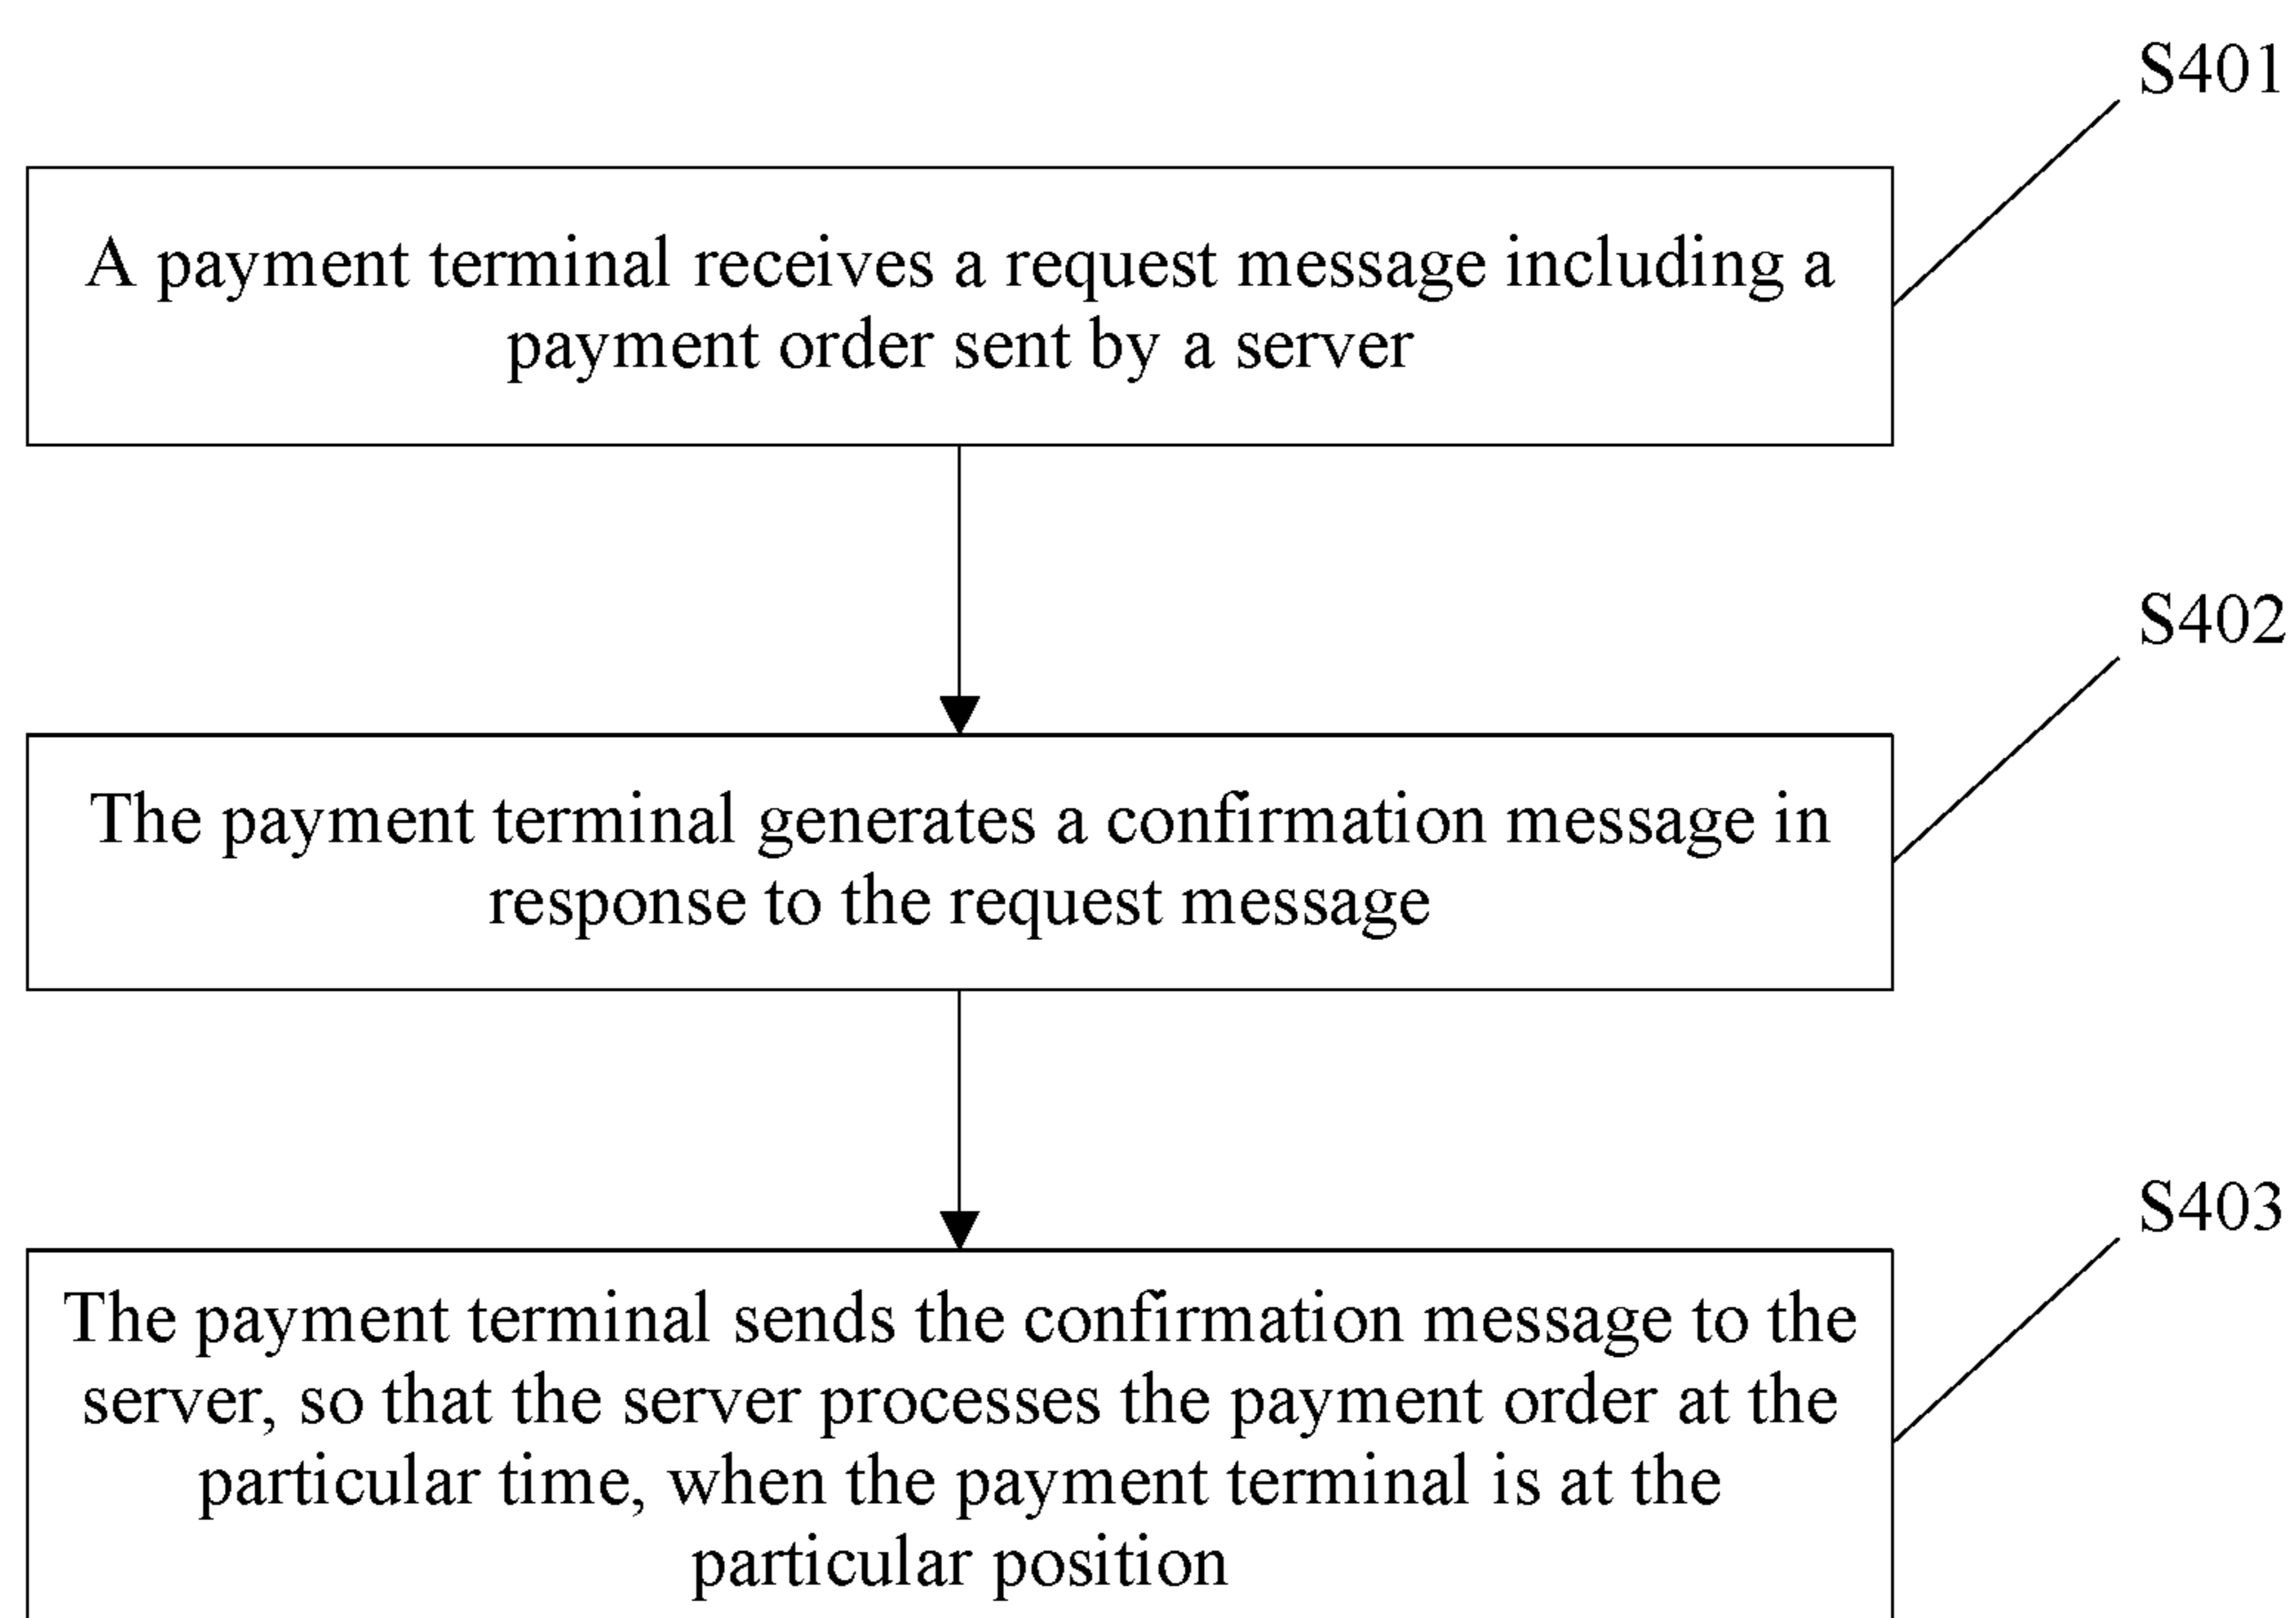 S401
A payment terminal receives a request message including a
payment order sent by a server
S402
The payment terminal generates a confirmation message in
response to the request message
S403
The payment terminal sends the confirmation message to the
server, so that the server processes the payment order at the
particular time, when the payment terminal is at the
particular position